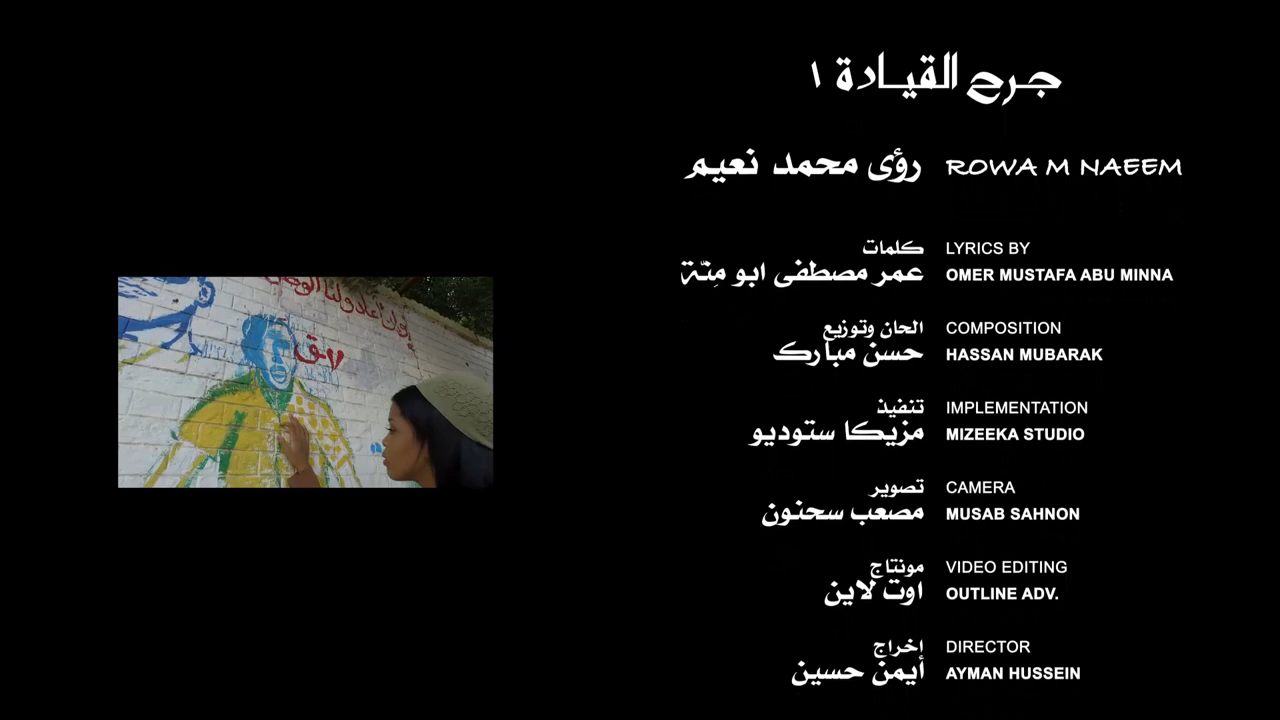 جرح القيادة ١
رؤى محمد نعيم ROWA M NAEEM
كلمات LYRICS BY
عمر مصطفى ابو مِنّة OMER MUSTAFA ABU MINNA
الحان وتوزيع COMPOSITION
حسن مبارك HASSAN MUBARAK
تنفيذ IMPLEMENTATION
مزيكا ستوديو MIZEEKA STUDIO
تصوير CAMERA
مصعب سحنون MUSAB SAHNON
مونتاج VIDEO EDITING
اوت لاين OUTLINE ADV.
إخراج DIRECTOR
أيمن حسين AYMAN HUSSEIN